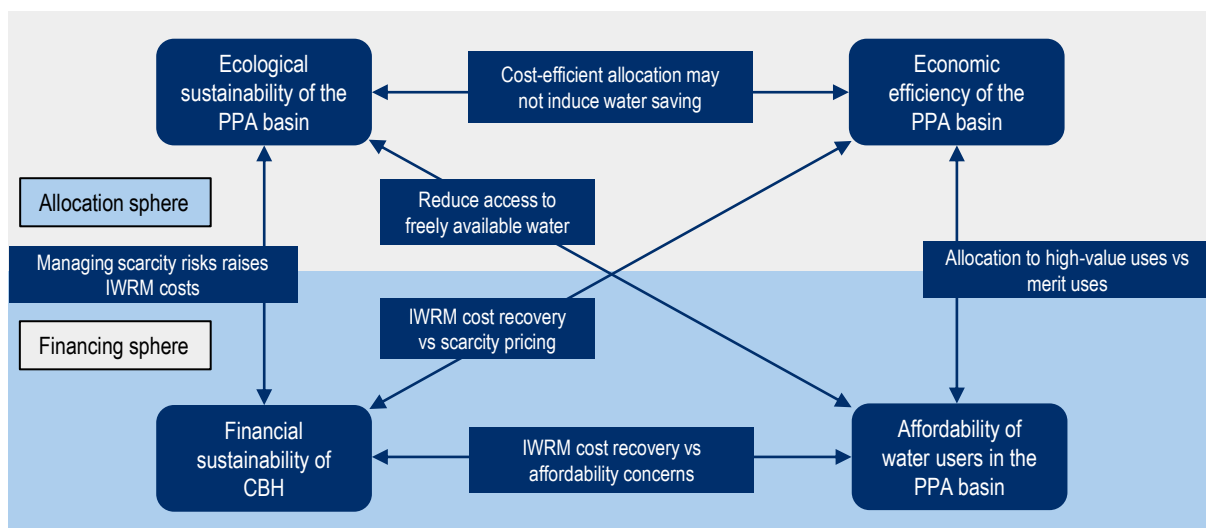 Ecological
sustainability of the
PPA basin
Cost-efficient allocation may
not induce water saving
Economic
efficiency of the
PPA basin
Allocation sphere
Reduce access to
freely available water
Managing scarcity risks raises
IWRM costs
Allocation to high-value uses vs
merit uses
Financing sphere
IWRM cost recovery
vs scarcity pricing
Financial
sustainability of
CBH
IWRM cost recovery vs
affordability concerns
Affordability of
water users in the
PPA basin